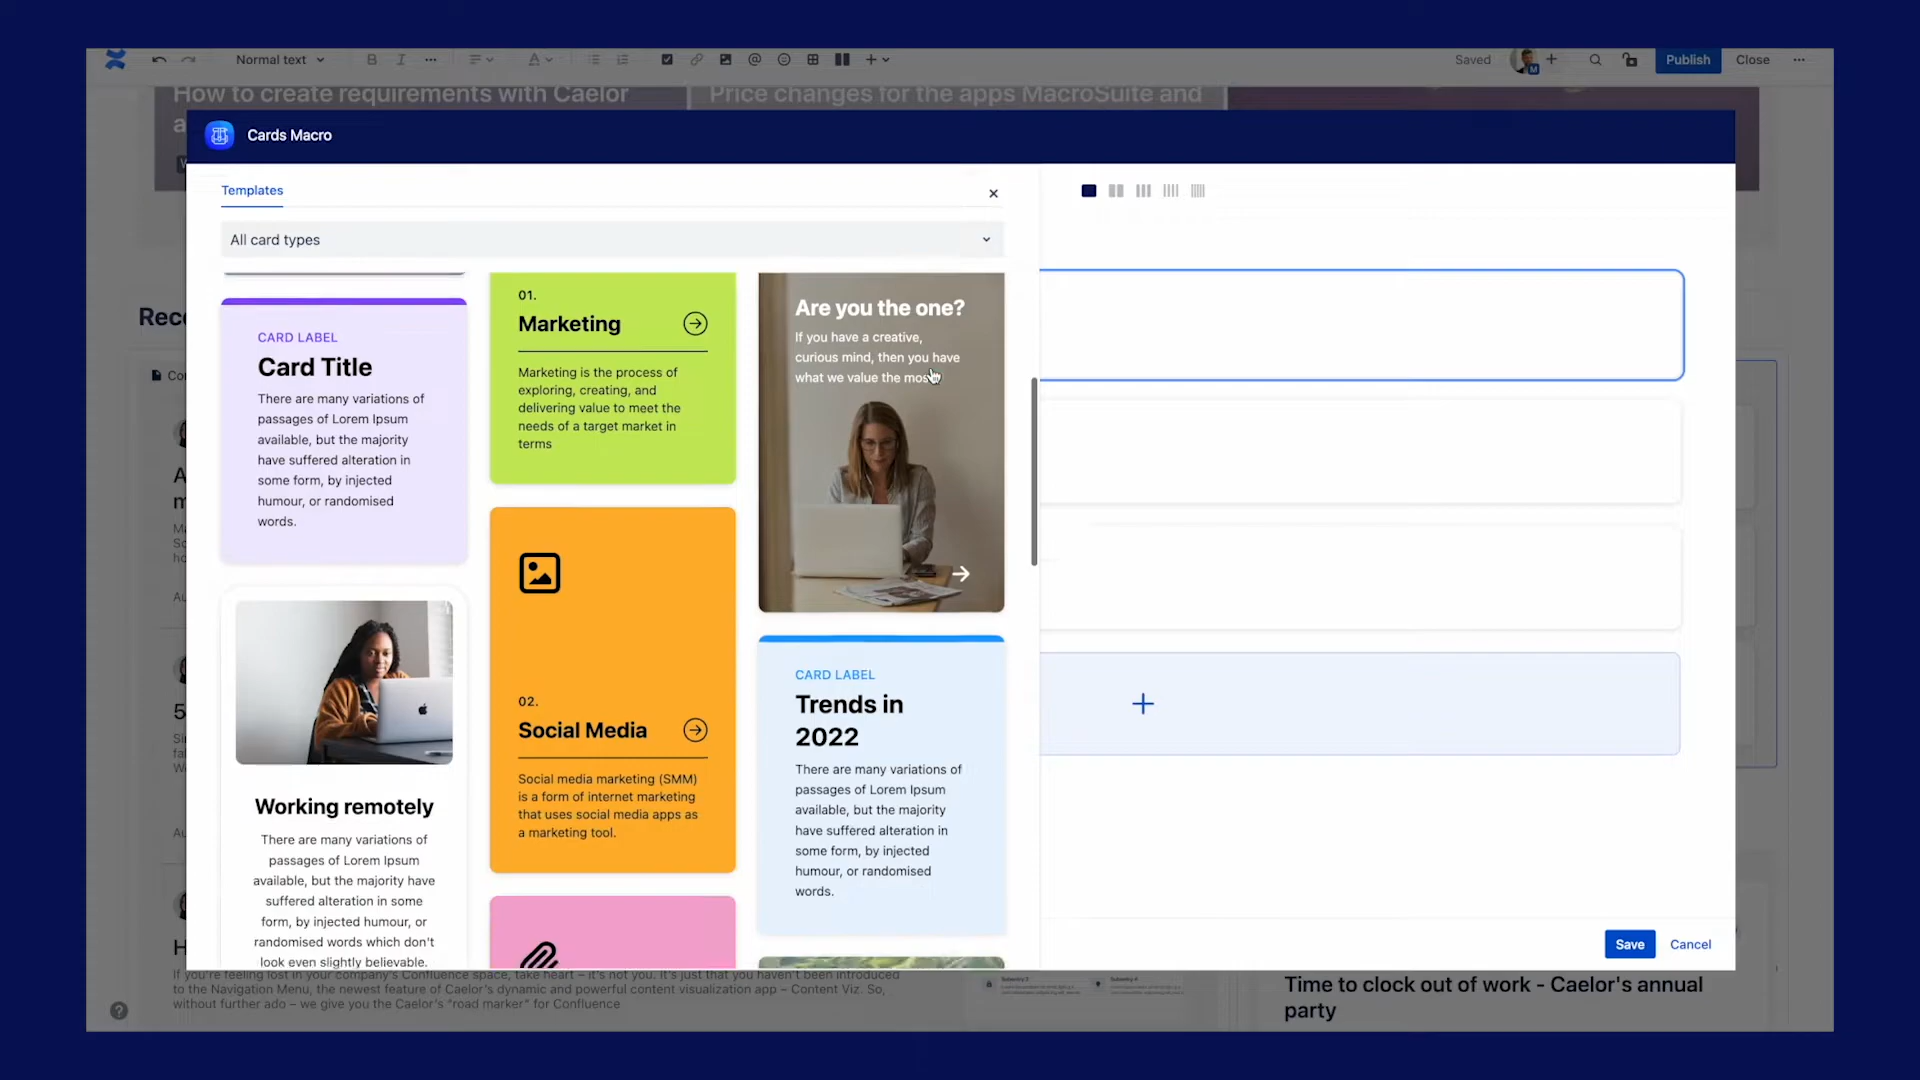 Normal text
B
I
A
Saved
M
Publish
Close
How to create requirements with Caelor
Price changes for the apps MacroSuite and
Cards Macro
Templates
All card types
CARD LABEL
Card Title
There are many variations of
passages of Lorem Ipsum
available, but the majority
have suffered alteration in
some form, by injected
humour, or randomised
words.
Working remotely
There are many variations of
passages of Lorem Ipsum
available, but the majority have
suffered alteration in some
form, by injected humour, or
randomised words which don't
look even slightly believable.
01.
Marketing
Marketing is the process of
exploring, creating, and
delivering value to meet the
needs of a target market in
terms
02.
Social Media
Social media marketing (SMM)
is a form of internet marketing
that uses social media apps as
a marketing tool.
Are you the one?
If you have a creative,
curious mind, then you have
what we value the most
CARD LABEL
Trends in
2022
There are many variations of
passages of Lorem Ipsum
available, but the majority
have suffered alteration in
some form, by injected
humour, or randomised
words.
Save
Cancel
If you're feeling lost in your company's Confluence space, take heart – it's not you. It's just that you haven't been introduced
to the Navigation Menu, the newest feature of Caelor's dynamic and powerful content visualization app – Content Viz. So,
without further ado – we give you the Caelor's "road marker" for Confluence
Time to clock out of work - Caelor's annual
party